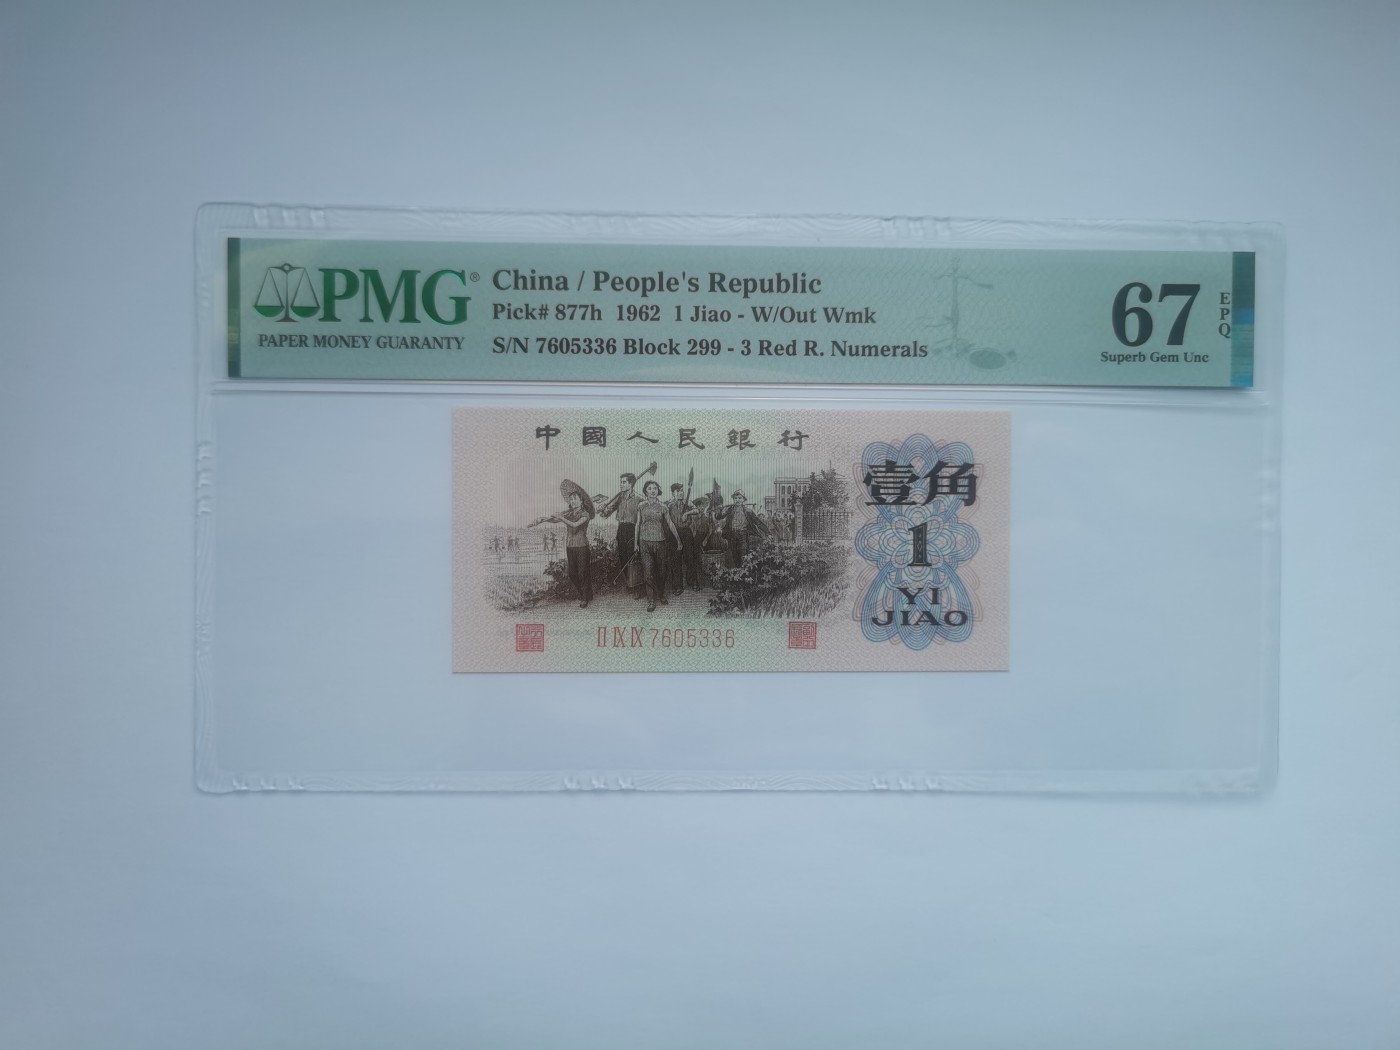 PMG®
PAPER MONEY GUARANTY
China / People's Republic
Pick# 877h 1962 1 Jiao - W/Out Wmk
S/N 7605336 Block 299 - 3 Red R. Numerals
67
EPQ
Superb Gem Unc
中國人民銀行
壹角
1
YI
JIAO
II IX IX 7605336